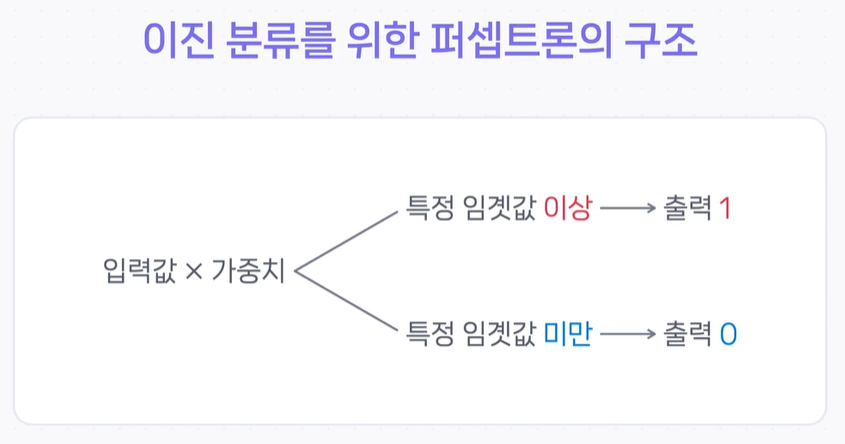 이진 분류를 위한 퍼셉트론의 구조
특정 임곗값 이상 → 출력 1
입력값 × 가중치
특정 임곗값 미만 → 출력 0